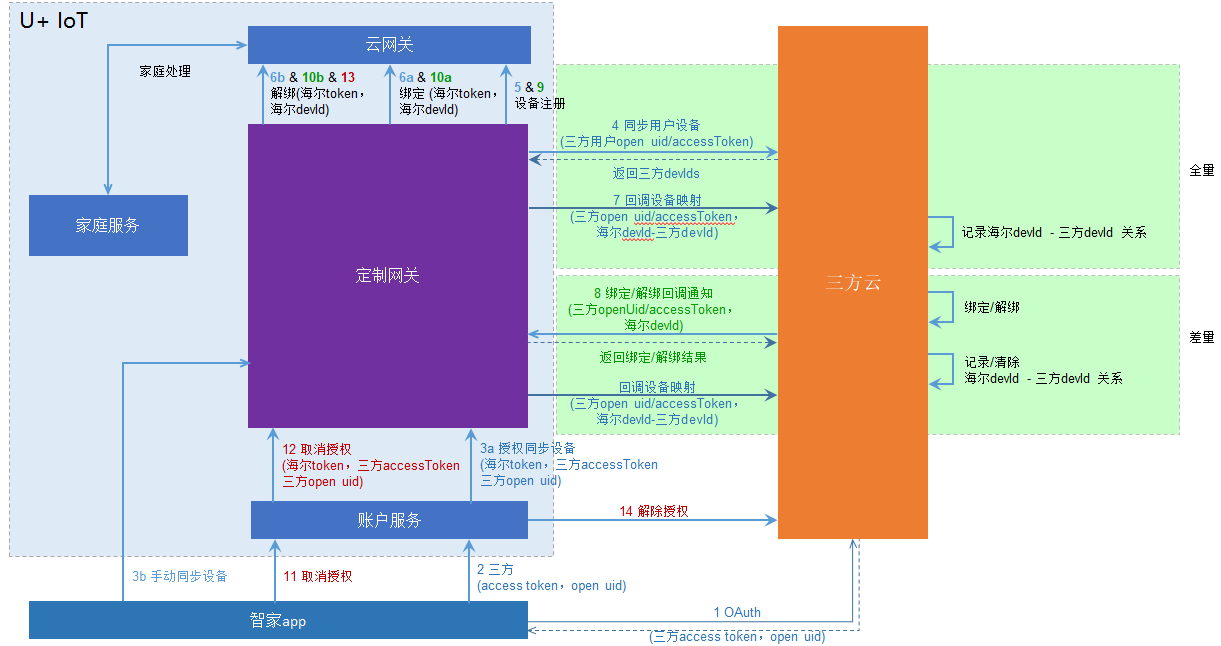 U+ IoT
云网关
家庭处理
6b & 10b & 13
解绑(海尔token，
海尔devId)
6a & 10a
绑定 (海尔token，
海尔devId)
5 & 9
设备注册
4 同步用户设备
(三方用户open uid/accessToken)
返回三方devIds
7 回调设备映射
(三方open uid/accessToken，
海尔devId-三方devId)
全量
家庭服务
定制网关
三方云
记录海尔devId - 三方devId 关系
8 绑定/解绑回调通知
(三方openUid/accessToken，
海尔devId)
返回绑定/解绑结果
回调设备映射
(三方open uid/accessToken，
海尔devId-三方devId)
绑定/解绑
差量
记录/清除
海尔devId - 三方devId 关系
12 取消授权
(海尔token，三方accessToken
三方open uid)
3a 授权同步设备
(海尔token，三方accessToken
三方open uid)
账户服务
14 解除授权
3b 手动同步设备
11 取消授权
2 三方
(access token，open uid)
智家app
1 OAuth
(三方access token，open uid)